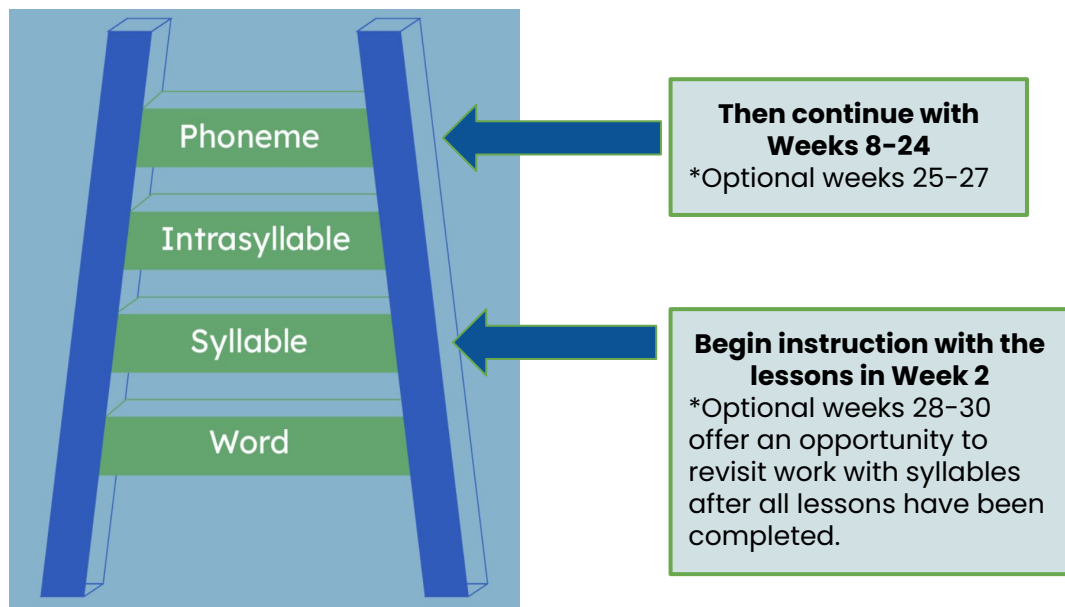 Phoneme
Intrasyllable
Syllable
Word
Then continue with
Weeks 8-24
*Optional weeks 25-27
Begin instruction with the
lessons in Week 2
*Optional weeks 28-30
offer an opportunity to
revisit work with syllables
after all lessons have been
completed.